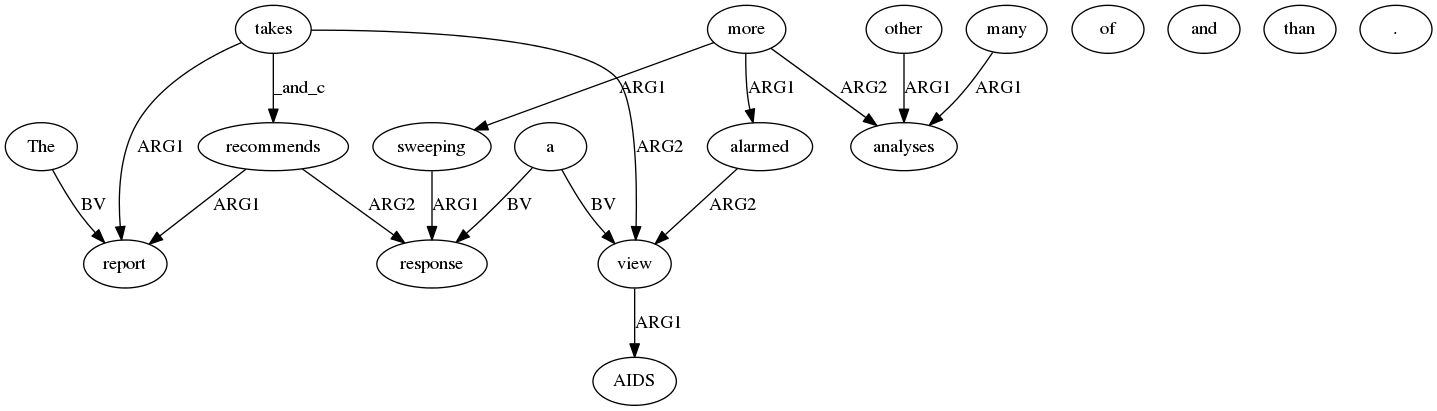 takes more other many of and than .
_and_c ARG1 ARG1 ARG2 ARG1 ARG1
The ARG1 recommends sweeping a ARG2 alarmed analyses
BV ARG1 ARG2 ARG1 BV BV ARG2
report response view
ARG1
AIDS